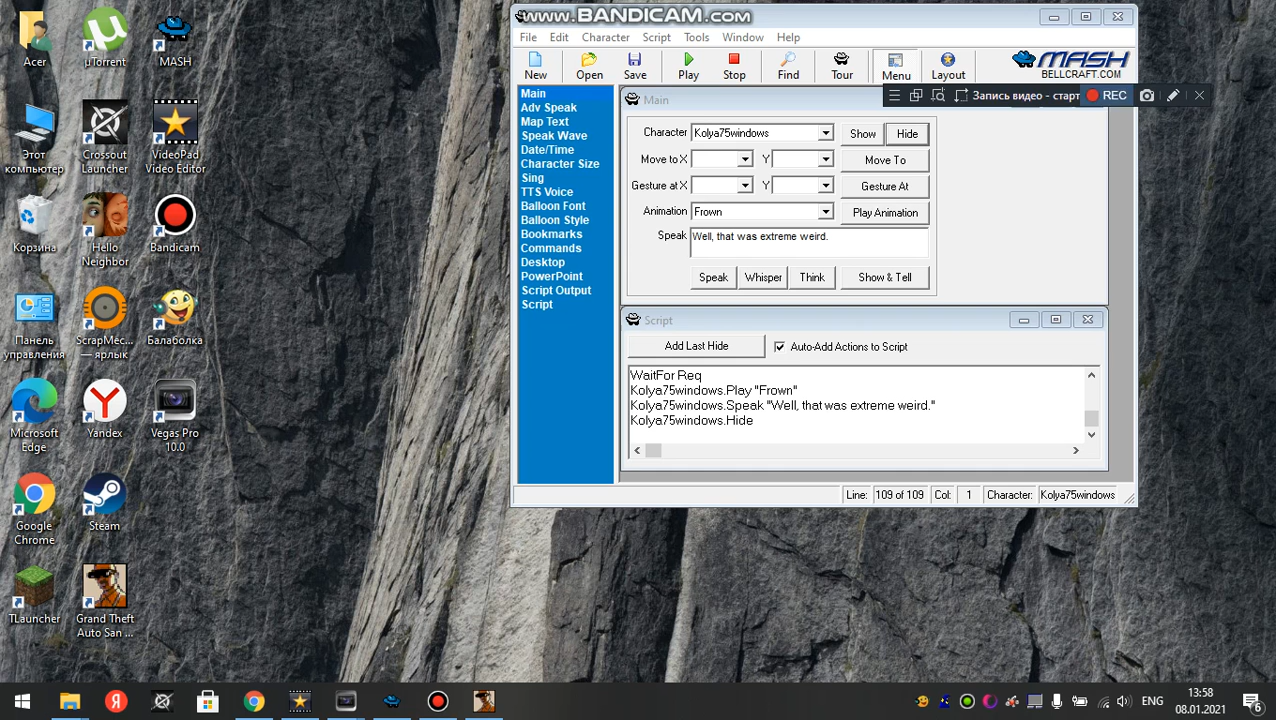 Acer
µTorrent
MASH
Этот
компьютер
Crossout
Launcher
VideoPad
Video Editor
Корзина
Hello
Neighbor
Bandicam
Панель
управления
ScrapMec...
— ярлык
Балаболка
Microsoft
Edge
Yandex
Vegas Pro
10.0
Google
Chrome
Steam
TLauncher
Grand Theft
Auto San ...
www.BANDICAM.com
File Edit Character Script Tools Window Help
New Open Save Play Stop Find Tour Menu Layout
MASH
BELLCRAFT.COM
Запись видео - старт REC
Main
Adv Speak
Map Text
Speak Wave
Date/Time
Character Size
Sing
TTS Voice
Balloon Font
Balloon Style
Bookmarks
Commands
Desktop
PowerPoint
Script Output
Script
Main
Character Kolya75windows Show Hide
Move to X Y Move To
Gesture at X Y Gesture At
Animation Frown Play Animation
Speak Well, that was extreme weird.
Speak Whisper Think Show & Tell
Script
Add Last Hide Auto-Add Actions to Script
WaitFor Req
Kolya75windows.Play "Frown"
Kolya75windows.Speak "Well, that was extreme weird."
Kolya75windows.Hide
Line: 109 of 109 Col: 1 Character: Kolya75windows
ENG
13:58
08.01.2021
6